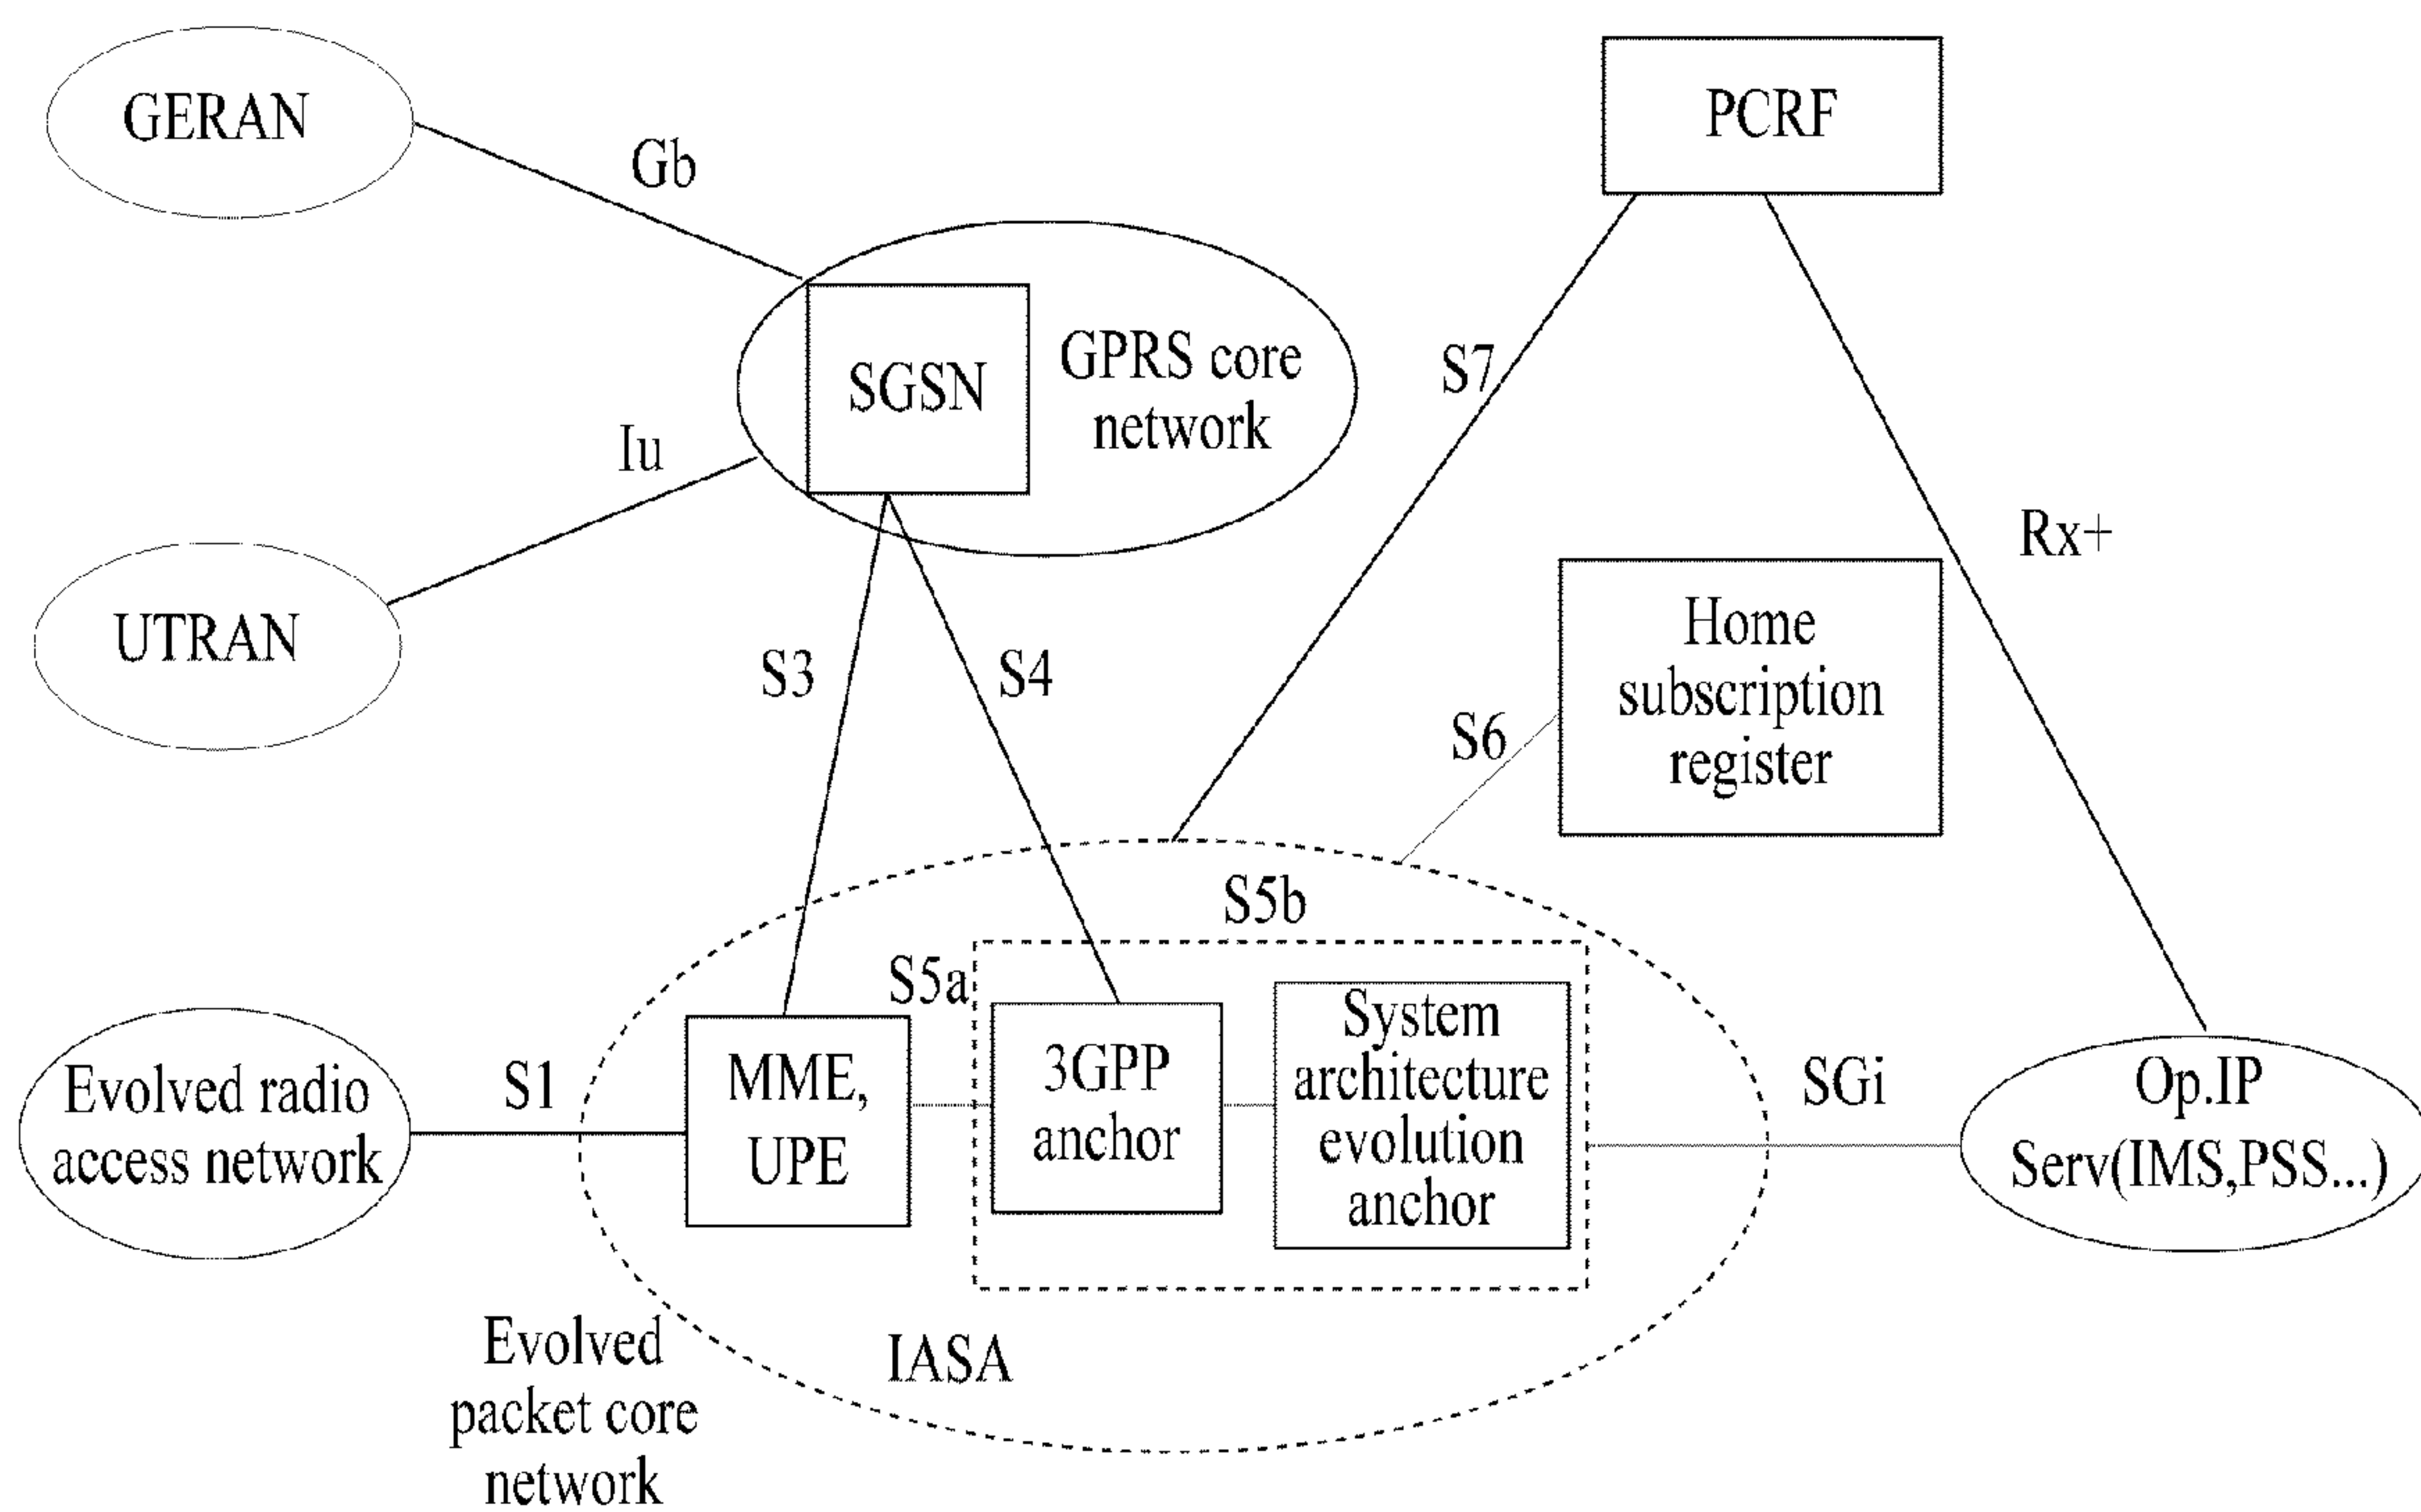 GERAN
PCRF
Gb
SGSN
GPRS core
network
S7
Iu
Rx+
UTRAN
Home
subscription
register
S3
S4
S6
S5b
S5a
Evolved radio
access network
S1
MME,
UPE
3GPP
anchor
System
architecture
evolution
anchor
SGi
Op.IP
Serv(IMS,PSS...)
Evolved
packet core
network
IASA